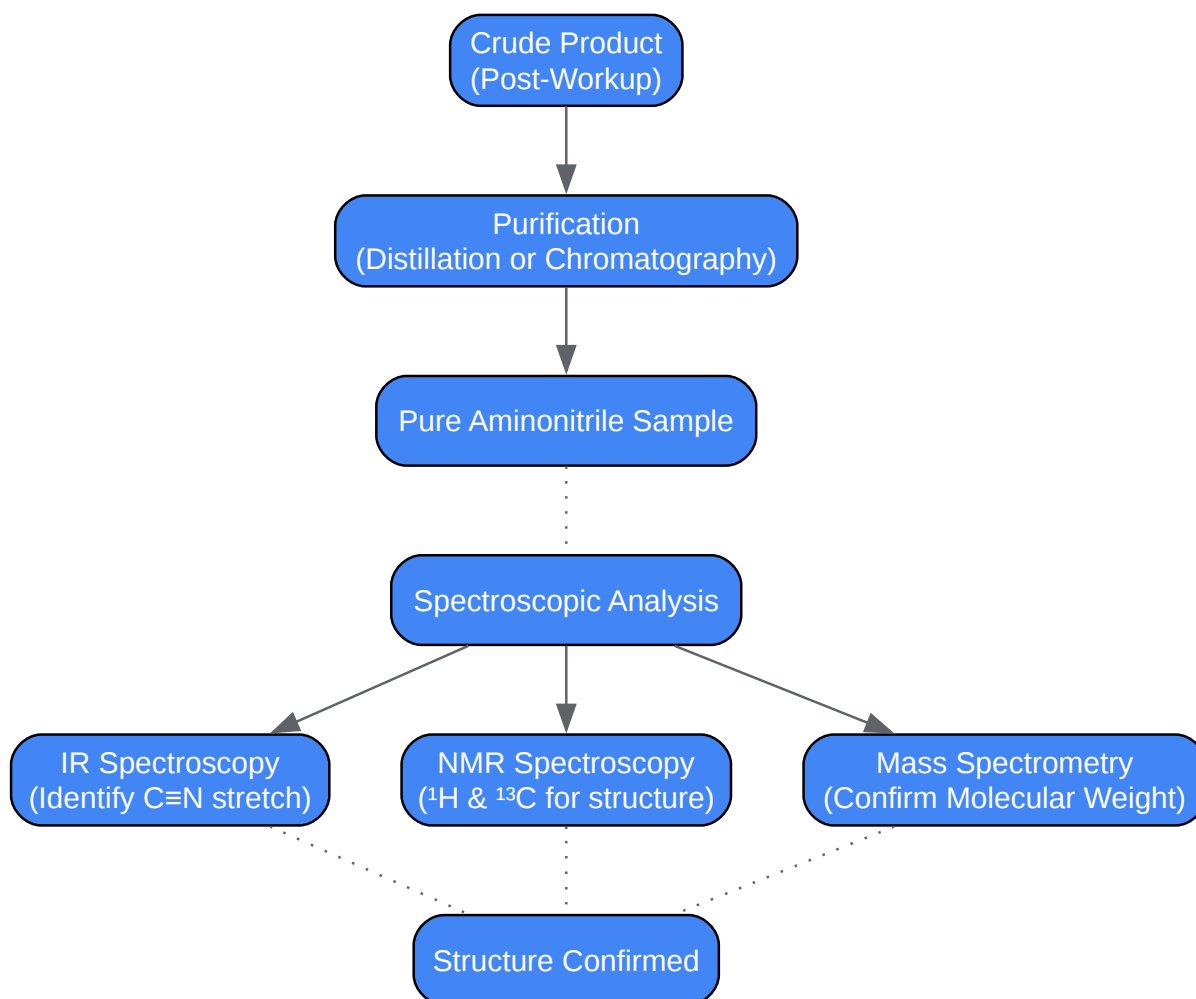 Crude Product
(Post-Workup)
Purification
(Distillation or Chromatography)
Pure Aminonitrile Sample
Spectroscopic Analysis
IR Spectroscopy
(Identify C≡N stretch)
NMR Spectroscopy
(¹H & ¹³C for structure)
Mass Spectrometry
(Confirm Molecular Weight)
Structure Confirmed